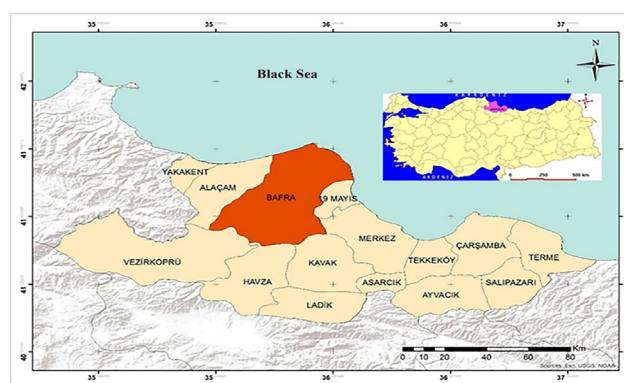 35 35 36 36 37
N
Black Sea
42
KARADENİZ
AKDENİZ
0 250 500 km
41
YAKAKENT
ALAÇAM
BAFRA
19 MAYIS
41
MERKEZ
ÇARŞAMBA
TERME
VEZİRKÖPRÜ
KAVAK
TEKKEKÖY
HAVZA
ASARCIK
SALIPAZARI
41
LADİK
AYVACIK
Km
40
0 10 20 40 60 80
Sources: Esri, USGS, NOAA
35 35 36 36 37